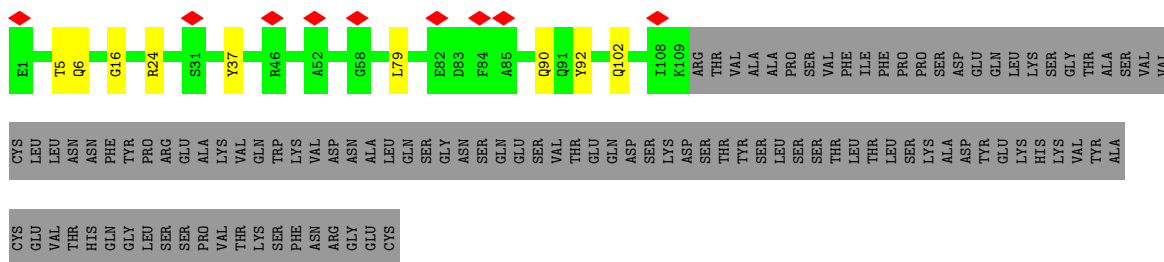 E1 T5 Q6 G16 R24 S31 Y37 R46 A52 G58 L79 E82 D83 F84 A85 Q90 Q91 Y92 Q102 I108 K109 ARG THR VAL ALA ALA PRO SER VAL PHE ILE PHE PRO PRO SER ASP GLU GLN LEU LYS SER GLY THR ALA SER VAL VAL
CYS LEU LEU ASN ASN PHE TYR PRO ARG GLU ALA LYS VAL GLN TRP LYS VAL ASP ASN ALA LEU GLN SER GLY ASN SER GLN GLU SER VAL THR GLU GLN ASP SER LYS ASP SER THR TYR SER LEU SER SER THR LEU THR LEU SER LYS ALA ASP TYR GLU LYS HIS LYS VAL TYR ALA
CYS GLU VAL THR HIS GLN GLY LEU SER SER PRO VAL THR LYS SER PHE ASN ARG GLY GLU CYS